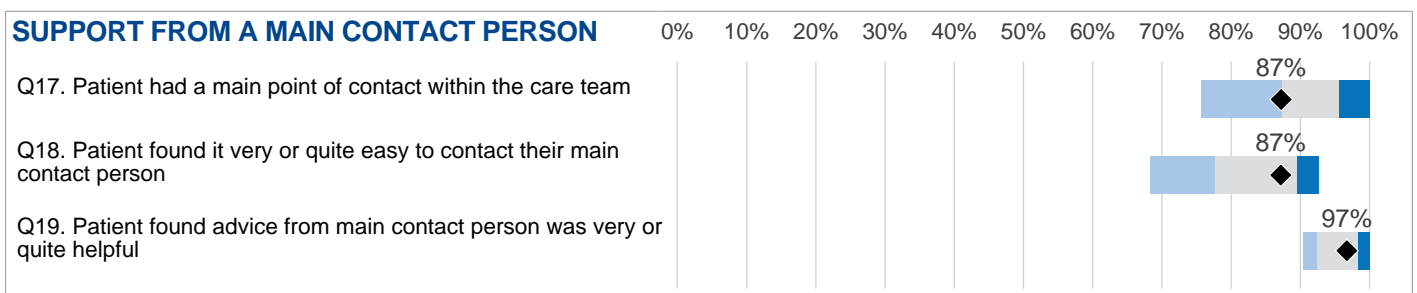 SUPPORT FROM A MAIN CONTACT PERSON 0% 10% 20% 30% 40% 50% 60% 70% 80% 90% 100%
87%
Q17. Patient had a main point of contact within the care team
87%
Q18. Patient found it very or quite easy to contact their main
contact person
97%
Q19. Patient found advice from main contact person was very or
quite helpful